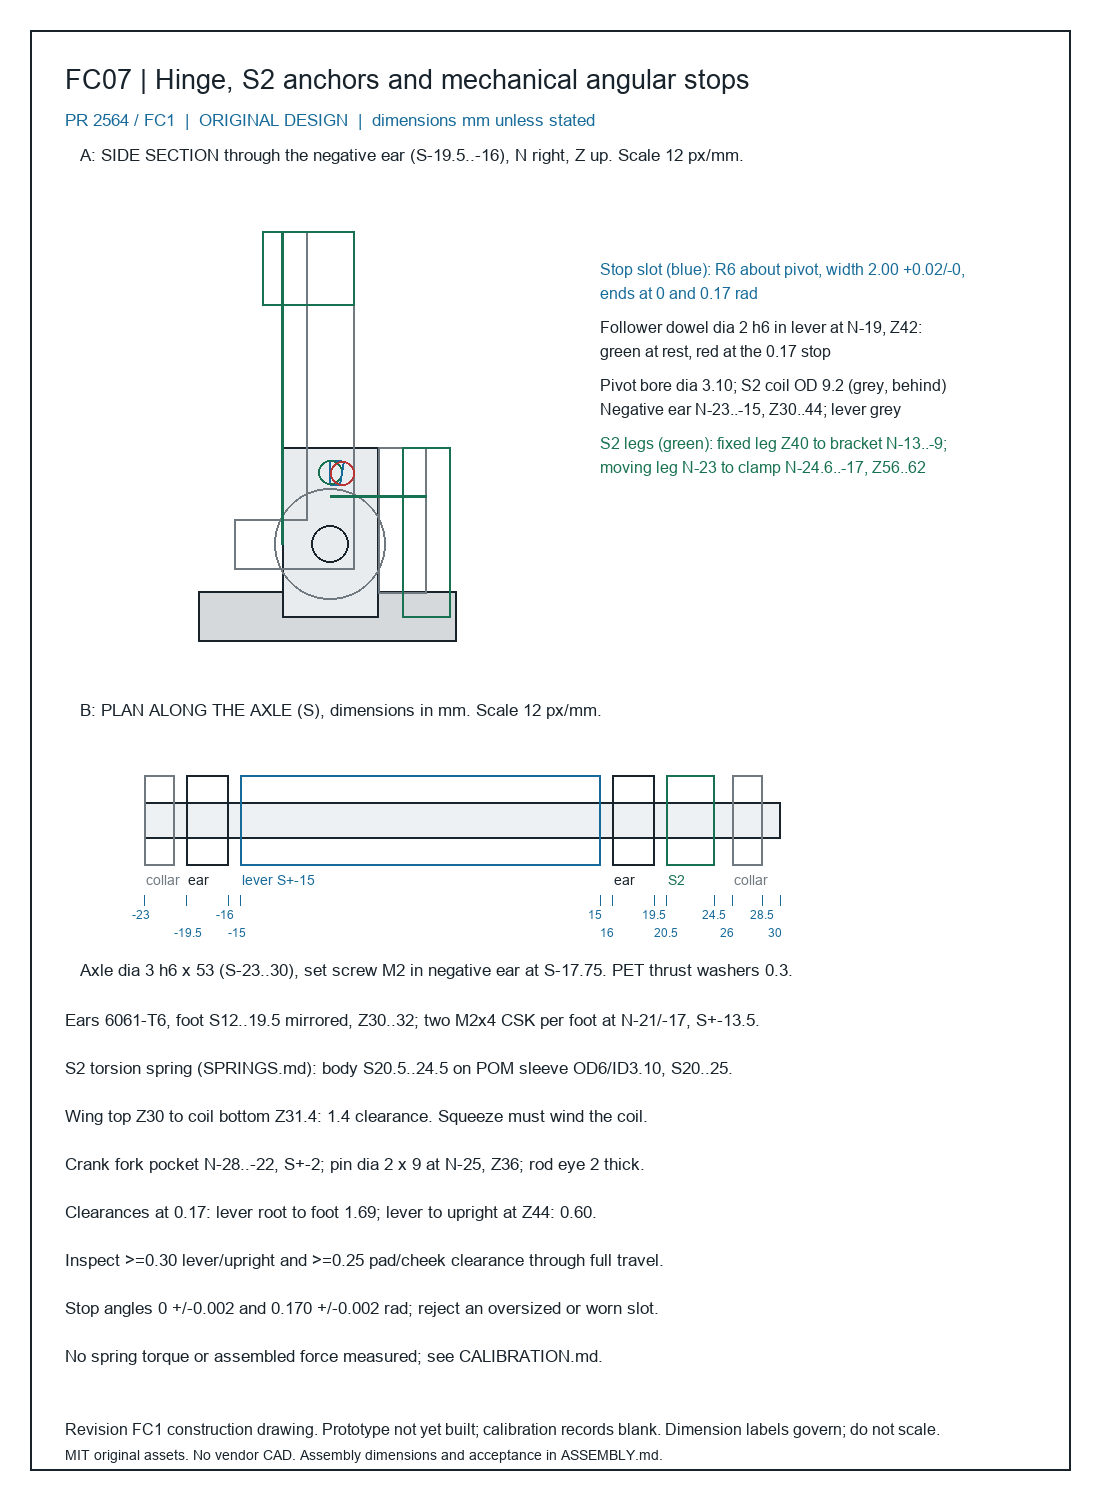 FC07 | Hinge, S2 anchors and mechanical angular stops
PR 2564 / FC1 | ORIGINAL DESIGN | dimensions mm unless stated
A: SIDE SECTION through the negative ear (S-19.5..-16), N right, Z up. Scale 12 px/mm.
Stop slot (blue): R6 about pivot, width 2.00 +0.02/-0,
ends at 0 and 0.17 rad
Follower dowel dia 2 h6 in lever at N-19, Z42:
green at rest, red at the 0.17 stop
Pivot bore dia 3.10; S2 coil OD 9.2 (grey, behind)
Negative ear N-23..-15, Z30..44; lever grey
S2 legs (green): fixed leg Z40 to bracket N-13..-9;
moving leg N-23 to clamp N-24.6..-17, Z56..62
B: PLAN ALONG THE AXLE (S), dimensions in mm. Scale 12 px/mm.
collar ear lever S+-15 ear S2 collar
-23 -16 15 19.5 24.5 28.5
-19.5 -15 16 20.5 26 30
Axle dia 3 h6 x 53 (S-23..30), set screw M2 in negative ear at S-17.75. PET thrust washers 0.3.
Ears 6061-T6, foot S12..19.5 mirrored, Z30..32; two M2x4 CSK per foot at N-21/-17, S+-13.5.
S2 torsion spring (SPRINGS.md): body S20.5..24.5 on POM sleeve OD6/ID3.10, S20..25.
Wing top Z30 to coil bottom Z31.4: 1.4 clearance. Squeeze must wind the coil.
Crank fork pocket N-28..-22, S+-2; pin dia 2 x 9 at N-25, Z36; rod eye 2 thick.
Clearances at 0.17: lever root to foot 1.69; lever to upright at Z44: 0.60.
Inspect >=0.30 lever/upright and >=0.25 pad/cheek clearance through full travel.
Stop angles 0 +/-0.002 and 0.170 +/-0.002 rad; reject an oversized or worn slot.
No spring torque or assembled force measured; see CALIBRATION.md.
Revision FC1 construction drawing. Prototype not yet built; calibration records blank. Dimension labels govern; do not scale.
MIT original assets. No vendor CAD. Assembly dimensions and acceptance in ASSEMBLY.md.